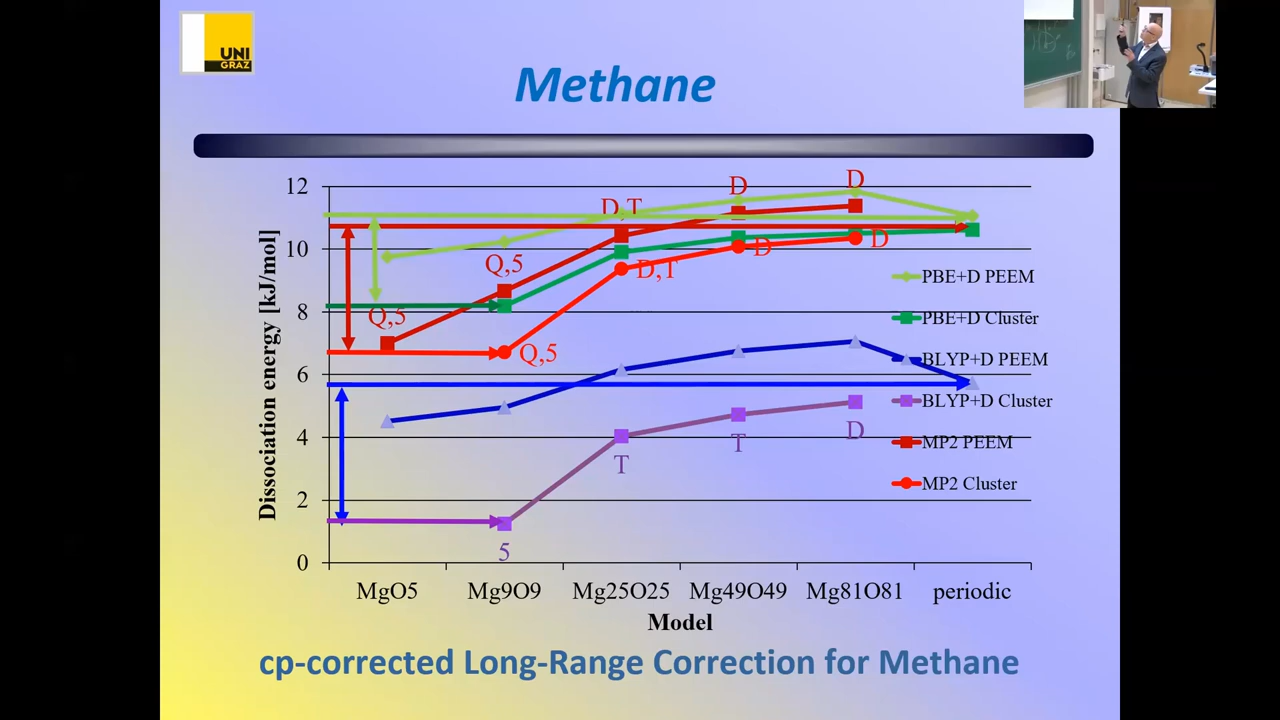 UNI
GRAZ
Methane
Dissociation energy [kJ/mol]
12
10
8
6
4
2
0
D
D
D,T
Q,5
Q,5
D
D
D,T
Q,5
T
T
D
5
PBE+D PEEM
PBE+D Cluster
BLYP+D PEEM
BLYP+D Cluster
MP2 PEEM
MP2 Cluster
MgO5 Mg9O9 Mg25O25 Mg49O49 Mg81O81 periodic
Model
cp-corrected Long-Range Correction for Methane